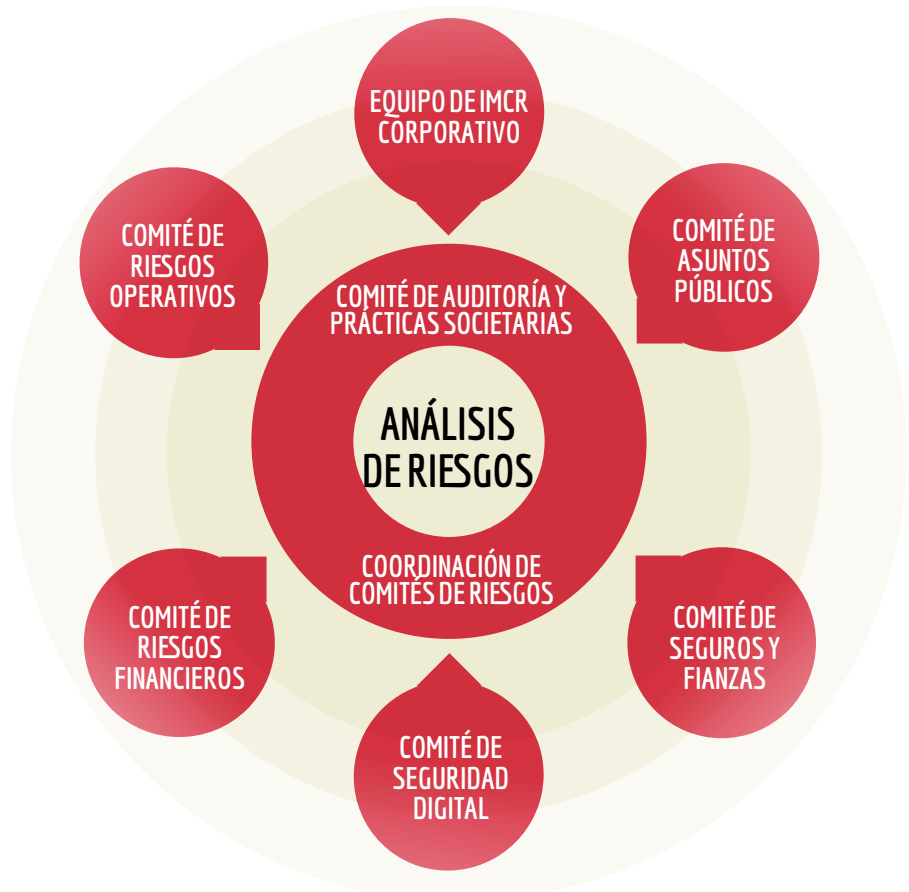 EQUIPO DE IMCR
CORPORATIVO
COMITÉ DE
RIESGOS
OPERATIVOS
COMITÉ DE
ASUNTOS
PÚBLICOS
COMITÉ DE AUDITORÍA Y
PRÁCTICAS SOCIETARIAS
ANÁLISIS
DE RIESGOS
COORDINACIÓN DE
COMITÉS DE RIESGOS
COMITÉ DE
RIESGOS
FINANCIEROS
COMITÉ DE
SEGUROS Y
FIANZAS
COMITÉ DE
SEGURIDAD
DIGITAL